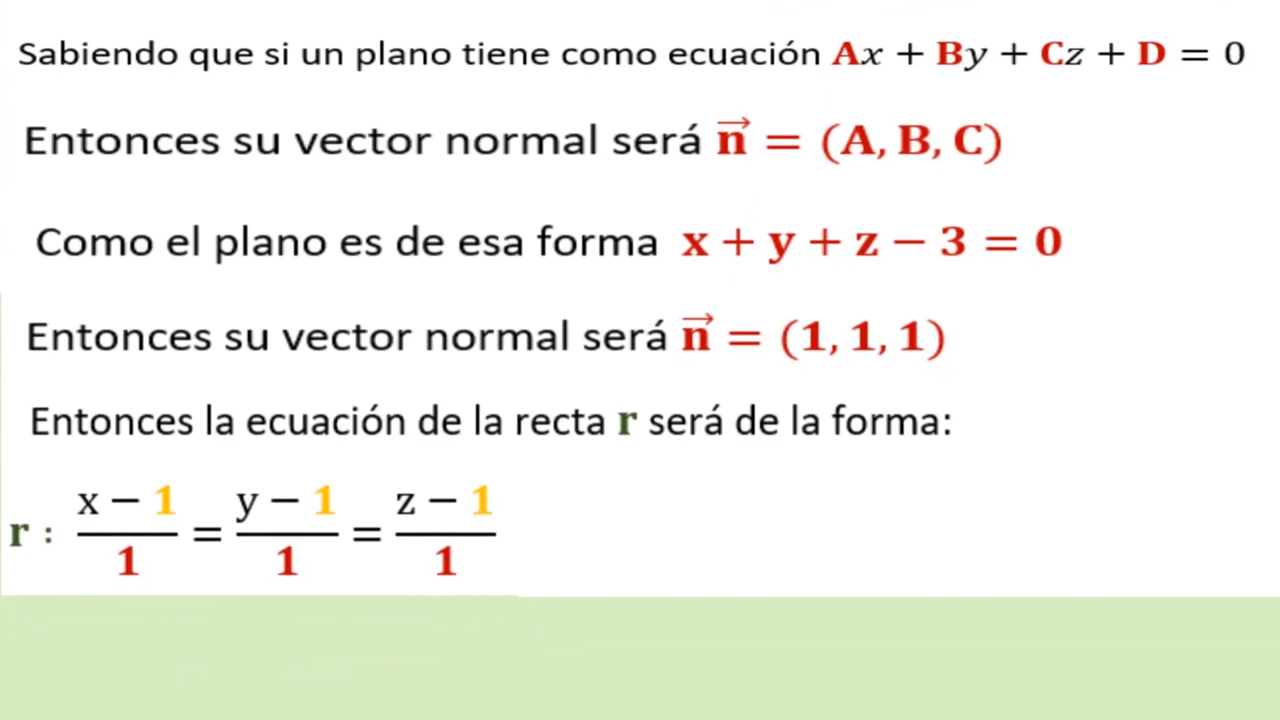 Sabiendo que si un plano tiene como ecuación Ax + By + Cz + D = 0
Entonces su vector normal será n⃗ = (A, B, C)
Como el plano es de esa forma x + y + z − 3 = 0
Entonces su vector normal será n⃗ = (1, 1, 1)
Entonces la ecuación de la recta r será de la forma:
r : (x − 1)/1 = (y − 1)/1 = (z − 1)/1